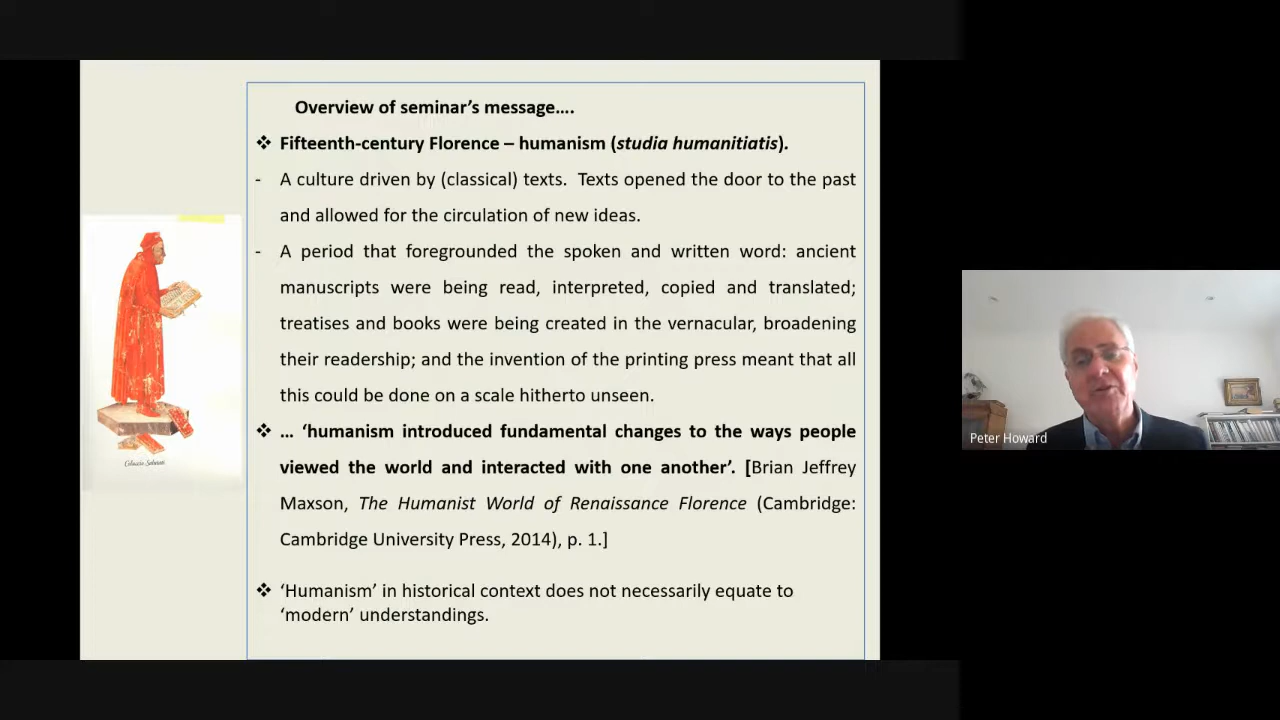 Overview of seminar's message….
❖ Fifteenth-century Florence – humanism (studia humanitiatis).
- A culture driven by (classical) texts. Texts opened the door to the past
and allowed for the circulation of new ideas.
- A period that foregrounded the spoken and written word: ancient
manuscripts were being read, interpreted, copied and translated;
treatises and books were being created in the vernacular, broadening
their readership; and the invention of the printing press meant that all
this could be done on a scale hitherto unseen.
❖ … ‘humanism introduced fundamental changes to the ways people
viewed the world and interacted with one another’. [Brian Jeffrey
Maxson, The Humanist World of Renaissance Florence (Cambridge:
Cambridge University Press, 2014), p. 1.]
❖ ‘Humanism’ in historical context does not necessarily equate to
‘modern’ understandings.
Peter Howard